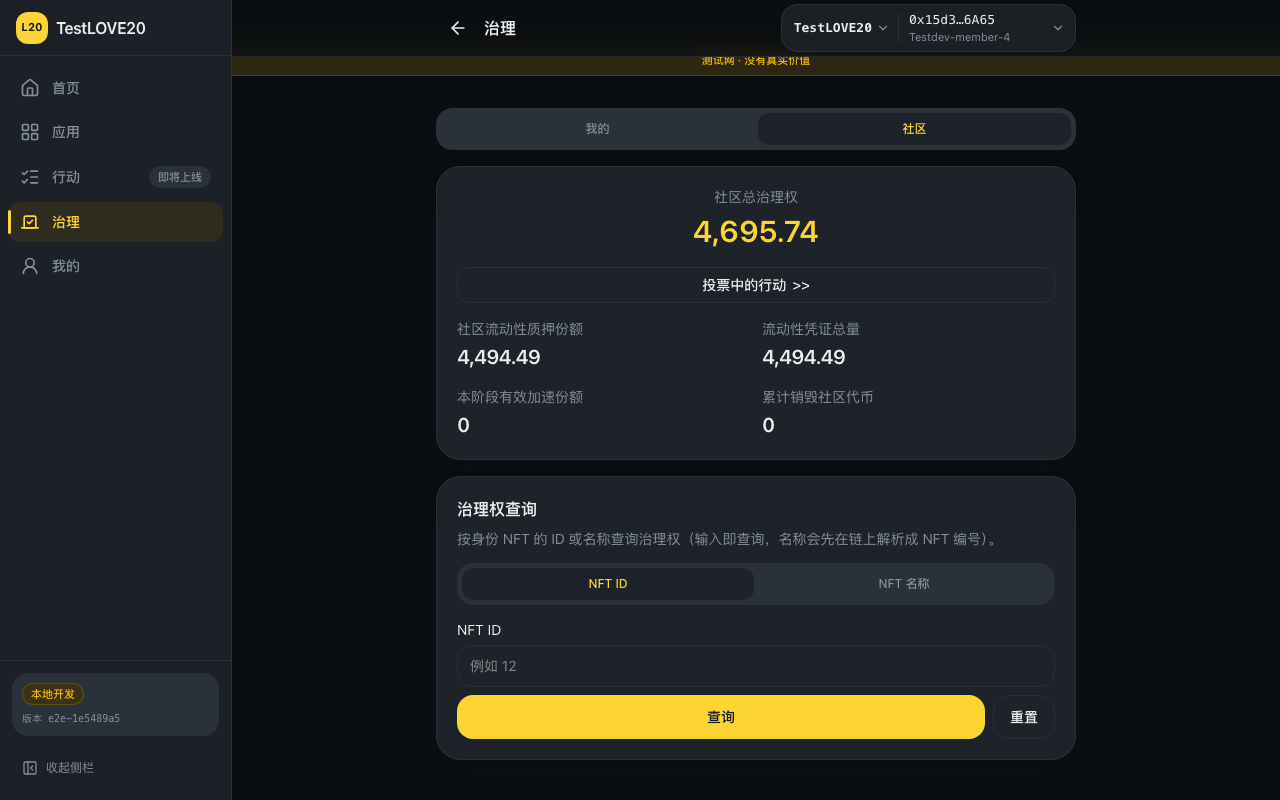 L20 TestLOVE20
首页
应用
行动 即将上线
治理
我的
本地开发
版本 e2e-1e5489a5
收起侧栏
治理
TestLOVE20
0x15d3…6A65
Testdev-member-4
测试网 · 没有真实价值
我的 社区
社区总治理权
4,695.74
投票中的行动 >>
社区流动性质押份额 流动性凭证总量
4,494.49 4,494.49
本阶段有效加速份额 累计销毁社区代币
0 0
治理权查询
按身份 NFT 的 ID 或名称查询治理权（输入即查询，名称会先在链上解析成 NFT 编号）。
NFT ID NFT 名称
NFT ID
例如 12
查询 重置